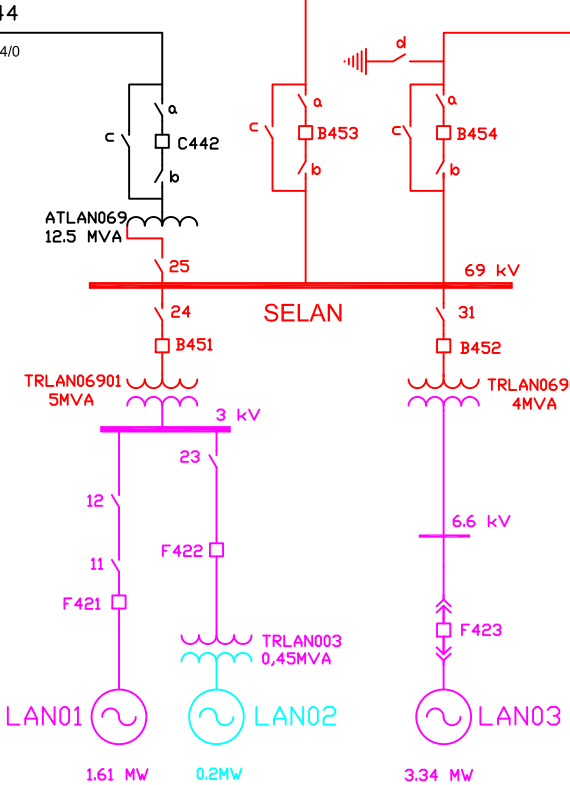 44
4/0
d
a
c
C442
b
a
c
B453
b
a
c
B454
b
ATLAN069
12.5 MVA
25
69 kV
SELAN
24
31
B451
B452
TRLAN06901
5MVA
TRLAN069
4MVA
3 kV
23
12
11
F421
F422
6.6 kV
F423
TRLAN003
0,45MVA
LAN01
LAN02
LAN03
1.61 MW
0.2MW
3.34 MW